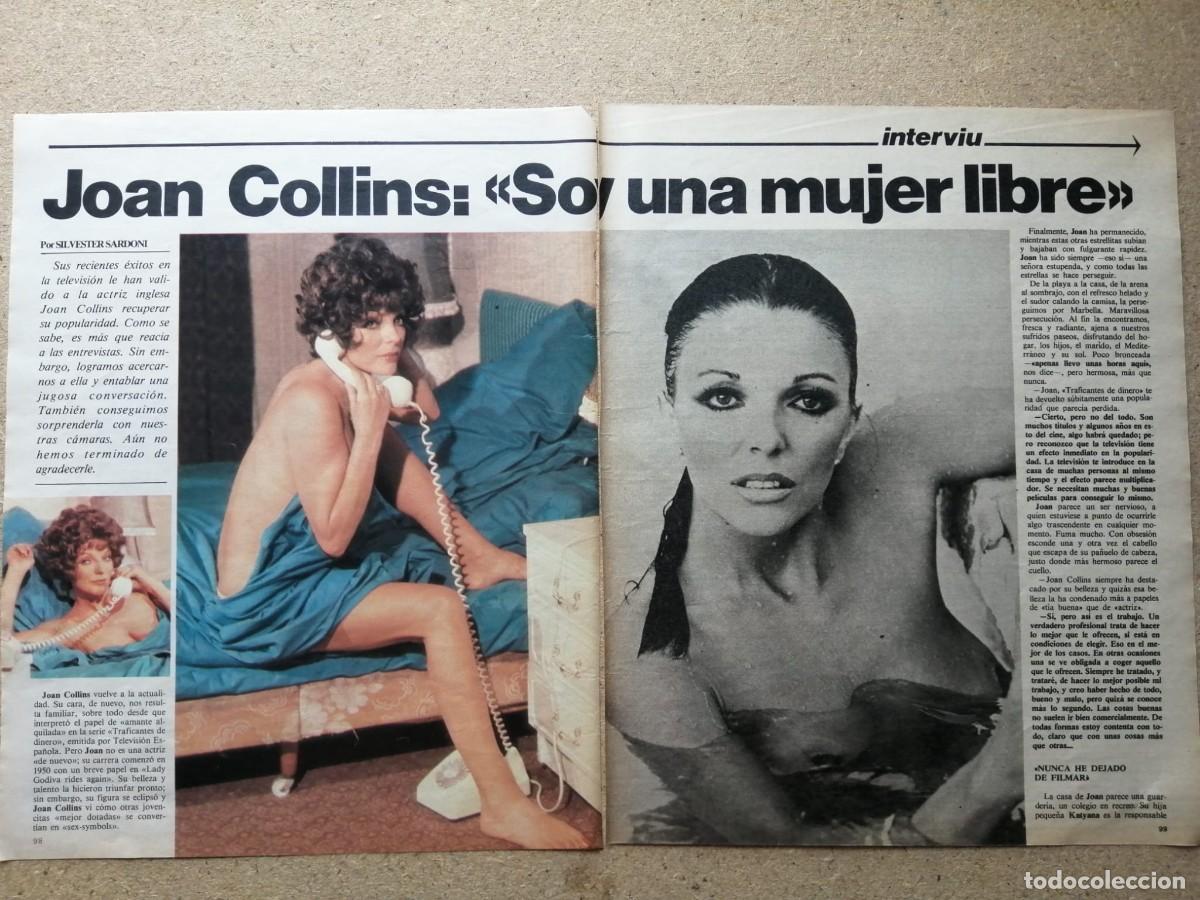 interviu
Joan Collins: «Soy una mujer libre»
Por SILVESTER SARDONI
Sus recientes éxitos en
la televisión le han vali-
do a la actriz inglesa
Joan Collins recuperar
su popularidad. Como se
sabe, es más que reacia
a las entrevistas. Sin em-
bargo, logramos acercar-
nos a ella y entablar una
jugosa conversación.
También conseguimos
sorprenderla con nues-
tras cámaras. Aún no
hemos terminado de
agradecerle.
Joan Collins vuelve a la actuali-
dad. Su cara, de nuevo, nos resul-
ta familiar, sobre todo desde que
interpretó el papel de «amante al-
quilada» en la serie «Traficantes de
dinero», emitida por Televisión Es-
pañola. Pero Joan no es una actriz
«de nuevo»; su carrera comenzó en
1950 con un breve papel en «Lady
Godiva rides again». Su belleza y
talento la hicieron triunfar pronto;
sin embargo, su figura se eclipsó y
Joan Collins vi cómo otras joven-
citas «mejor dotadas» se conver-
tían en «sex-symbols».
98
Finalmente, Joan ha permanecido,
mientras estas otras estrellitas subían
y bajaban con fulgurante rapidez.
Joan ha sido siempre —eso sí— una
señora estupenda, y como todas las
estrellas se hace perseguir.
De la playa a la casa, de la arena
al sombrajo, con el refresco helado y
el sudor calando la camisa, la perse-
guimos por Marbella. Maravillosa
persecución. Al fin la encontramos,
fresca y radiante, ajena a nuestros
sufridos paseos, disfrutando del ho-
gar, los hijos, el marido, el Medite-
rráneo y su sol. Poco bronceada
—«apenas llevo unas horas aquí»,
nos dice—, pero hermosa, más que
nunca.
—Joan, «Traficantes de dinero» te
ha devuelto súbitamente una popula-
ridad que parecía perdida.
—Cierto, pero no del todo. Son
muchos títulos y algunos años en es-
to del cine, algo habrá quedado; pe-
ro reconozco que la televisión tiene
un efecto inmediato en la populari-
dad. La televisión te introduce en la
casa de muchas personas al mismo
tiempo y el efecto parece multiplica-
dor. Se necesitan muchas y buenas
películas para conseguir lo mismo.
Joan parece un ser nervioso, a
quien estuviese a punto de ocurrirle
algo trascendente en cualquier mo-
mento. Fuma mucho. Con obsesión
esconde una y otra vez el cabello
que escapa de su pañuelo de cabeza,
justo donde más hermoso parece el
cuello.
—Joan Collins siempre ha desta-
cado por su belleza y quizás esa be-
lleza la ha condenado más a papeles
de «tía buena» que de «actriz».
—Sí, pero así es el trabajo. Un
verdadero profesional trata de hacer
lo mejor que le ofrecen, si está en
condiciones de elegir. Eso en el me-
jor de los casos. En otras ocasiones
una se ve obligada a coger aquello
que le ofrecen. Siempre he tratado, y
trataré, de hacer lo mejor posible mi
trabajo, y creo haber hecho de todo,
bueno y malo, pero quizá se conoce
más lo segundo. Las cosas buenas
no suelen ir bien comercialmente. De
todas formas estoy contenta con to-
do, claro que con unas cosas más
que otras...
«NUNCA HE DEJADO
DE FILMAR»
La casa de Joan parece una guar-
dería, un colegio en recreo. Su hija
pequeña Katyana es la responsable
99
todocoleccion